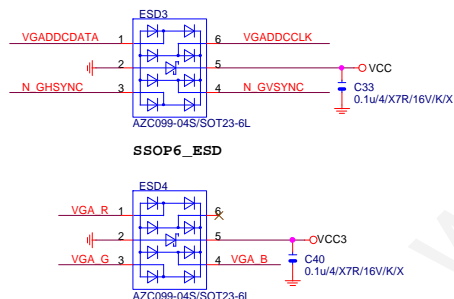 ESD3
VGADDCDATA 1 6 VGADDCCLK
2 5 VCC
N_GHSYNC 3 4 N_GVSYNC
C33
0.1u/4/X7R/16V/K/X
AZC099-04S/SOT23-6L
SSOP6_ESD
ESD4
VGA_R 1 6
2 5 VCC3
VGA_G 3 4 VGA_B
C40
0.1u/4/X7R/16V/K/X
AZC099-04S/SOT23-6L